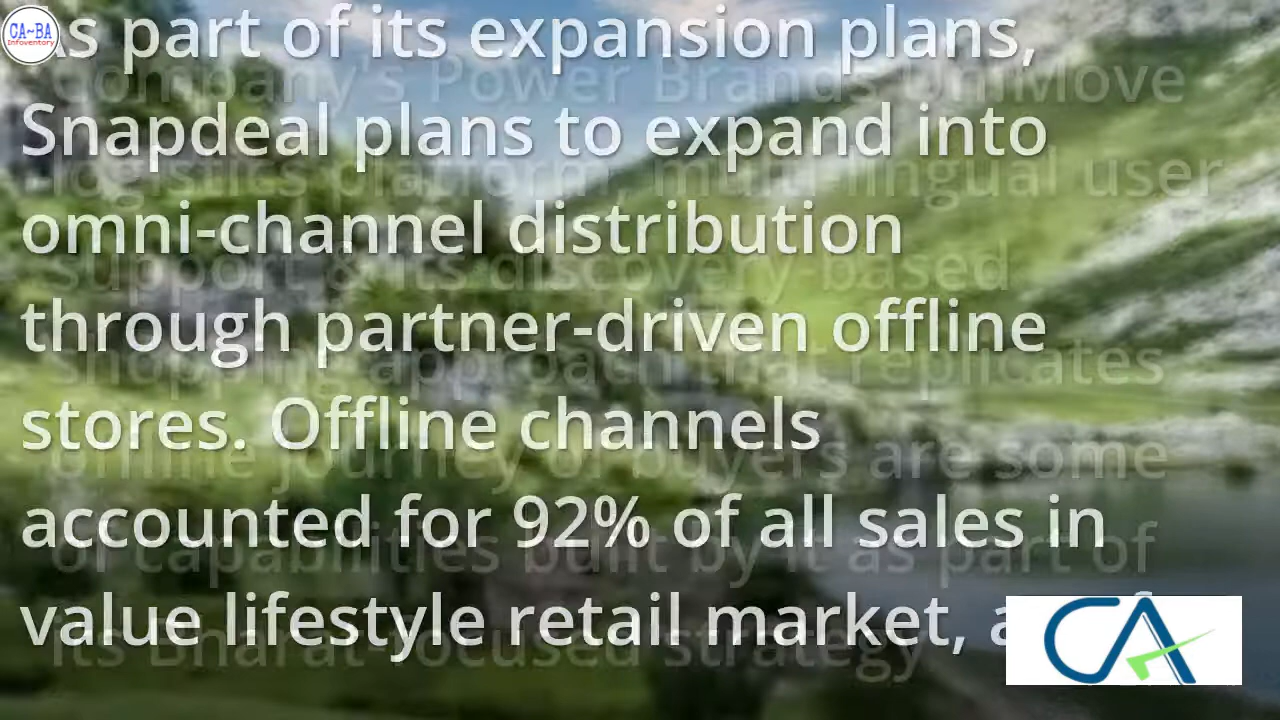 CA~BA
Infoventory
As part of its expansion plans,
Snapdeal plans to expand into
omni-channel distribution
through partner-driven offline
stores. Offline channels
accounted for 92% of all sales in
value lifestyle retail market,
Company's Power Brands UniMove
logistics platform, multi-lingual user
support & its discovery-based
shopping approach that replicates
offline journey of buyers are some
of capabilities built by it as part of
its Bharat-focused strategy
CA